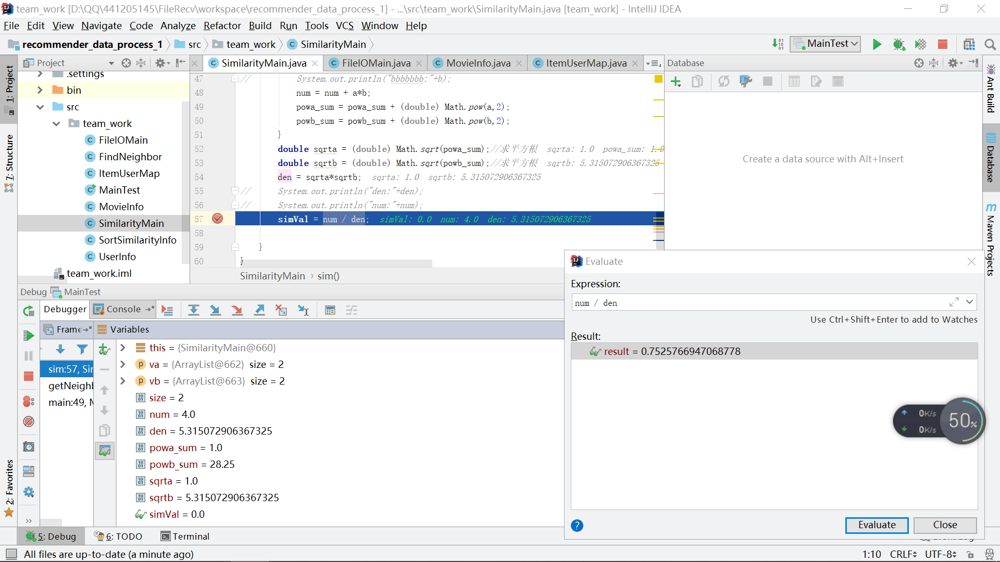 team_work [D:\QQ\441205145\FileRecv\workspace\recommender_data_process_1] - ...\src\team_work\SimilarityMain.java [team_work] - IntelliJ IDEA
File Edit View Navigate Code Analyze Refactor Build Run Tools VCS Window Help
recommender_data_process_1 src team_work SimilarityMain MainTest
Project
SimilarityMain.java FileIOMain.java MovieInfo.java ItemUserMap.java
Database
1: Project
7: Structure
2: Favorites
.settings
bin
src
team_work
FileIOMain
FindNeighbor
ItemUserMap
MainTest
MovieInfo
SimilarityMain
SortSimilarityInfo
UserInfo
team_work.iml
47 // System.out.println("bbbbbbb:"+b);
48 num = num + a*b;
49 powa_sum = powa_sum + (double) Math.pow(a,2);
50 powb_sum = powb_sum + (double) Math.pow(b,2);
51 }
52 double sqrta = (double) Math.sqrt(powa_sum);//求平方根 sqrta: 1.0 powa_sum: 1.0
53 double sqrtb = (double) Math.sqrt(powb_sum);//求平方根 sqrtb: 5.315072906367325
54 den = sqrta*sqrtb; sqrta: 1.0 sqrtb: 5.315072906367325
55 // System.out.println("den:"+den);
56 // System.out.println("num:"+num);
57 simVal = num / den; simVal: 0.0 num: 4.0 den: 5.315072906367325
58
59 }
60 }
SimilarityMain › sim()
Create a data source with Alt+Insert
Ant Build
Database
Maven Projects
Debug MainTest
Debugger Console
Frame Variables
sim:57, Sir
getNeighb
main:49, M
this = {SimilarityMain@660}
va = {ArrayList@662} size = 2
vb = {ArrayList@663} size = 2
size = 2
num = 4.0
den = 5.315072906367325
powa_sum = 1.0
powb_sum = 28.25
sqrta = 1.0
sqrtb = 5.315072906367325
simVal = 0.0
Evaluate
Expression:
num / den
Use Ctrl+Shift+Enter to add to Watches
Result:
result = 0.7525766947068778
0K/s
0K/s
50%
Evaluate Close
5: Debug 6: TODO Terminal
All files are up-to-date (a minute ago)
1:10 CRLF UTF-8